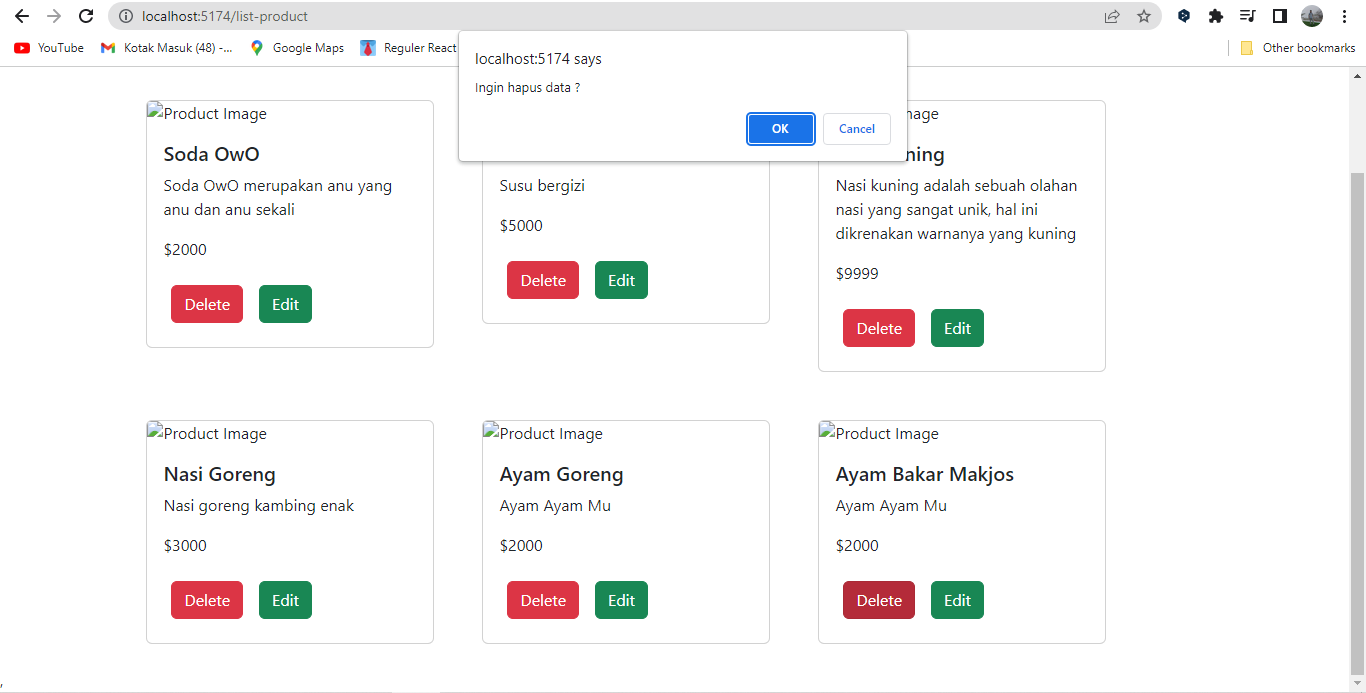 localhost:5174/list-product
YouTube
Kotak Masuk (48) -...
Google Maps
Reguler React
Other bookmarks
localhost:5174 says
Ingin hapus data ?
OK
Cancel
Product Image
Soda OwO
Soda OwO merupakan anu yang
anu dan anu sekali
$2000
Delete
Edit
Susu bergizi
$5000
Delete
Edit
mage
ning
Nasi kuning adalah sebuah olahan
nasi yang sangat unik, hal ini
dikrenakan warnanya yang kuning
$9999
Delete
Edit
Product Image
Nasi Goreng
Nasi goreng kambing enak
$3000
Delete
Edit
Product Image
Ayam Goreng
Ayam Ayam Mu
$2000
Delete
Edit
Product Image
Ayam Bakar Makjos
Ayam Ayam Mu
$2000
Delete
Edit
,